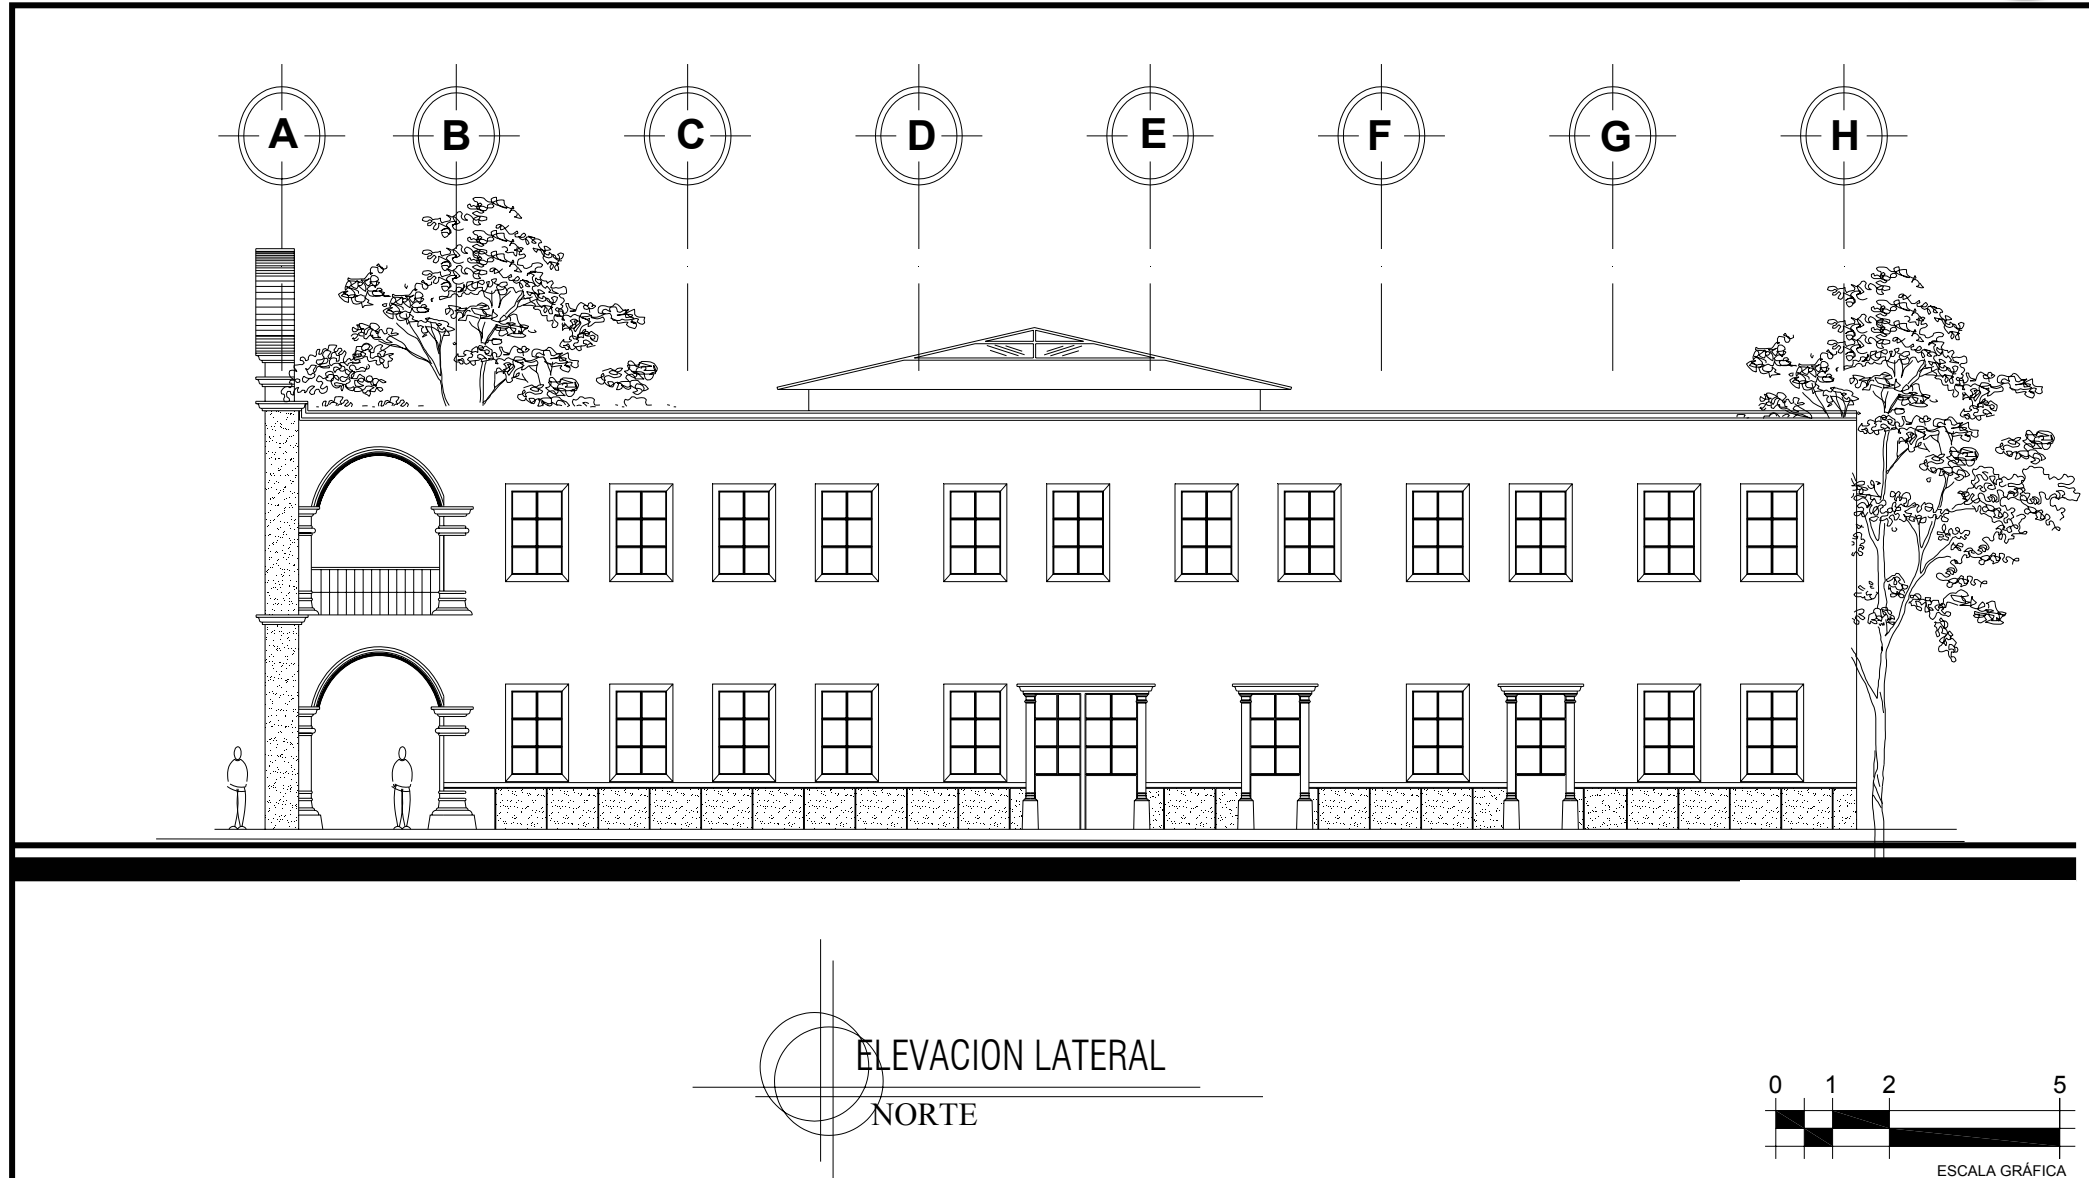 A B C D E F G H
ELEVACION LATERAL
NORTE
0 1 2 5
ESCALA GRÁFICA